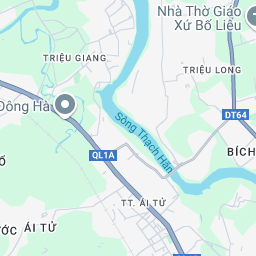 Nhà Thờ Giáo
Xứ Bố Liêu
TRIỆU GIANG
TRIỆU LONG
Đông Hà
Sông Thạch Hãn
DT64
QL1A
BÍCH
TT. ÁI TỬ
ÁI TỬ
ƯỚC
Ố